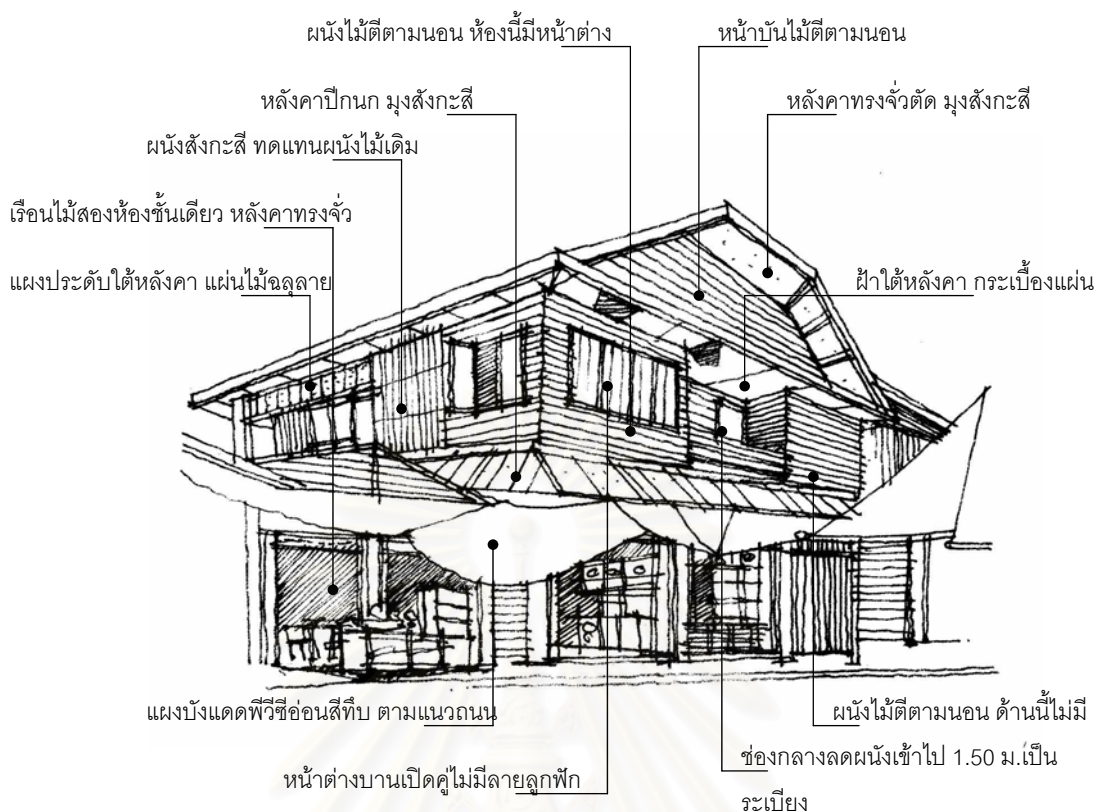 ผนังไม้ตีตามนอน ห้องนี้มีหน้าต่าง
หน้าบันไม้ตีตามนอน
หลังคาปีกนก มุงสังกะสี
หลังคาทรงจั่วตัด มุงสังกะสี
ผนังสังกะสี ทดแทนผนังไม้เดิม
เรือนไม้สองห้องชั้นเดียว หลังคาทรงจั่ว
แผงประดับใต้หลังคา แผ่นไม้ฉลุลาย
ฝ้าใต้หลังคา กระเบื้องแผ่น
แผงบังแดดพีวีซีอ่อนสีทึบ ตามแนวถนน
ผนังไม้ตีตามนอน ด้านนี้ไม่มี
ช่องกลางลดผนังเข้าไป 1.50 ม.เป็น
ระเบียง
หน้าต่างบานเปิดคู่ไม่มีลายลูกฟัก